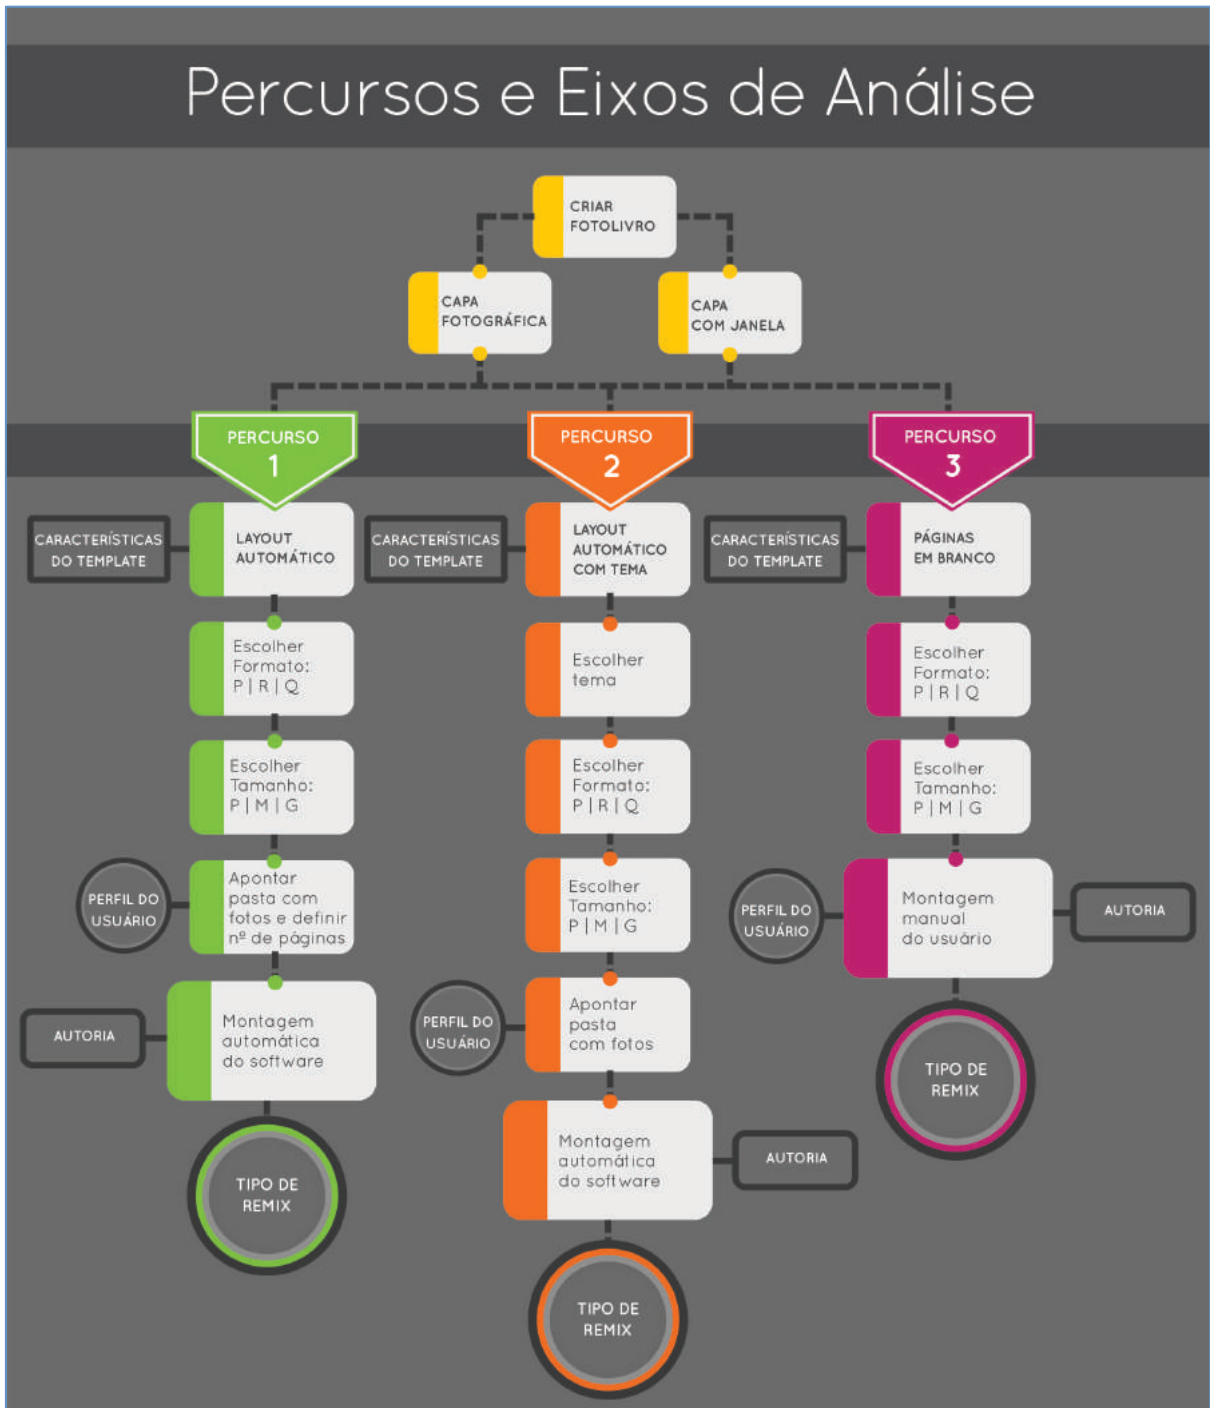 Percursos e Eixos de Análise
CRIAR
FOTOLIVRO
CAPA
FOTOGRÁFICA
CAPA
COM JANELA
PERCURSO
1
CARACTERÍSTICAS
DO TEMPLATE
LAYOUT
AUTOMÁTICO
Escolher
Formato:
P | R | Q
Escolher
Tamanho:
P | M | G
PERFIL DO
USUÁRIO
Apontar
pasta com
fotos e definir
nº de páginas
AUTORIA
Montagem
automática
do software
TIPO DE
REMIX
PERCURSO
2
CARACTERÍSTICAS
DO TEMPLATE
LAYOUT
AUTOMÁTICO
COM TEMA
Escolher
tema
Escolher
Formato:
P | R | Q
Escolher
Tamanho:
P | M | G
PERFIL DO
USUÁRIO
Apontar
pasta
com fotos
Montagem
automática
do software
AUTORIA
TIPO DE
REMIX
PERCURSO
3
CARACTERÍSTICAS
DO TEMPLATE
PÁGINAS
EM BRANCO
Escolher
Formato:
P | R | Q
Escolher
Tamanho:
P | M | G
PERFIL DO
USUÁRIO
Montagem
manual
do usuário
AUTORIA
TIPO DE
REMIX